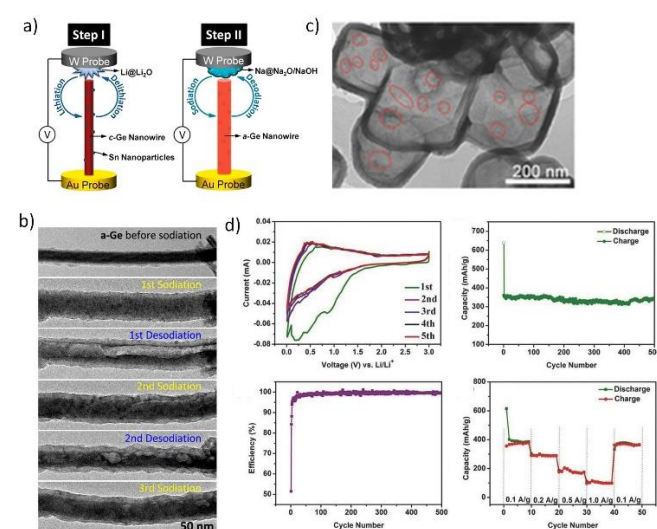 a)
Step I
W Probe
Li@Li₂O
Lithiation
Delithiation
V
c-Ge Nanowire
Sn Nanoparticles
Au Probe
Step II
W Probe
Na@Na₂O/NaOH
Sodiation
Desodiation
V
a-Ge Nanowire
Au Probe
c)
200 nm
b)
a-Ge before sodiation
1st Sodiation
1st Desodiation
2nd Sodiation
2nd Desodiation
3rd Sodiation
50 nm
d)
Current (mA)
0.04
0.02
0.00
-0.02
-0.04
-0.06
-0.08
1st
2nd
3rd
4th
5th
0.0 0.5 1.0 1.5 2.0 2.5 3.0
Voltage (V) vs. Li/Li⁺
Capacity (mAh/g)
700
600
500
400
300
200
100
Discharge
Charge
0 100 200 300 400 500
Cycle Number
Efficiency (%)
100
90
80
70
60
50
0 100 200 300 400 500
Cycle Number
Capacity (mAh/g)
800
600
400
200
0
Discharge
Charge
0.1 A/g 0.2 A/g 0.5 A/g 1.0 A/g 0.1 A/g
0 10 20 30 40 50
Cycle Number